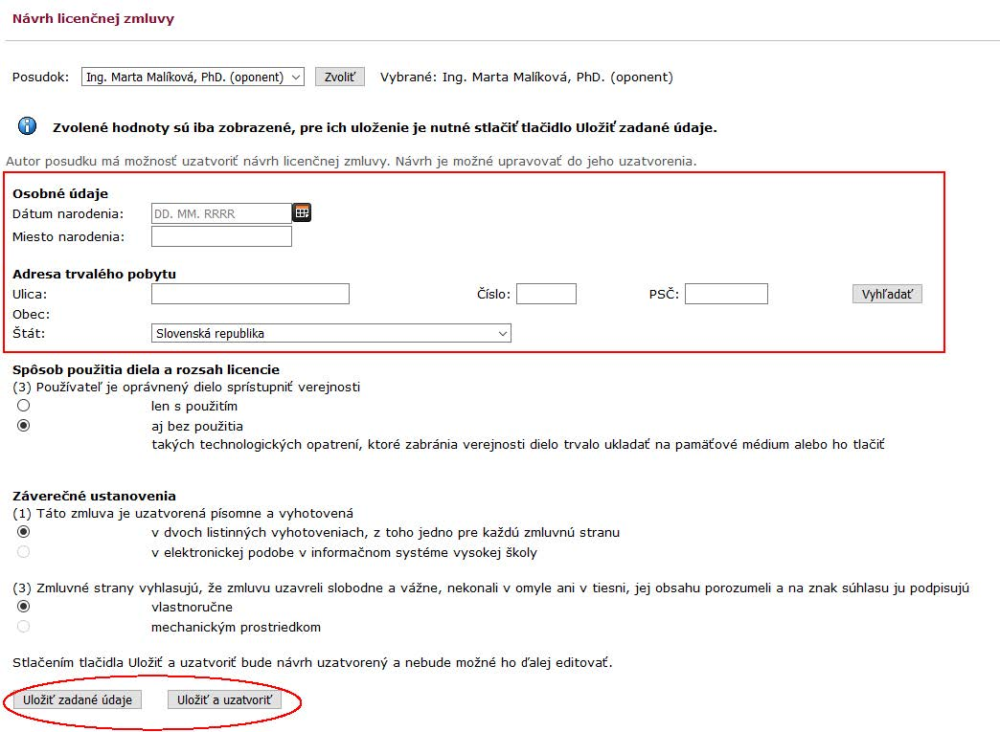 Návrh licenčnej zmluvy
Posudok: Ing. Marta Malíková, PhD. (oponent) Zvoliť Vybrané: Ing. Marta Malíková, PhD. (oponent)
Zvolené hodnoty sú iba zobrazené, pre ich uloženie je nutné stlačiť tlačidlo Uložiť zadané údaje.
Autor posudku má možnosť uzatvoriť návrh licenčnej zmluvy. Návrh je možné upravovať do jeho uzatvorenia.
Osobné údaje
Dátum narodenia: DD. MM. RRRR
Miesto narodenia:
Adresa trvalého pobytu
Ulica: Číslo: PSČ: Vyhľadať
Obec:
Štát: Slovenská republika
Spôsob použitia diela a rozsah licencie
(3) Používateľ je oprávnený dielo sprístupniť verejnosti
len s použitím
aj bez použitia
takých technologických opatrení, ktoré zabránia verejnosti dielo trvalo ukladať na pamäťové médium alebo ho tlačiť
Záverečné ustanovenia
(1) Táto zmluva je uzatvorená písomne a vyhotovená
v dvoch listinných vyhotoveniach, z toho jedno pre každú zmluvnú stranu
v elektronickej podobe v informačnom systéme vysokej školy
(3) Zmluvné strany vyhlasujú, že zmluvu uzavreli slobodne a vážne, nekonali v omyle ani v tiesni, jej obsahu porozumeli a na znak súhlasu ju podpisujú
vlastnoručne
mechanickým prostriedkom
Stlačením tlačidla Uložiť a uzatvoriť bude návrh uzatvorený a nebude možné ho ďalej editovať.
Uložiť zadané údaje Uložiť a uzatvoriť